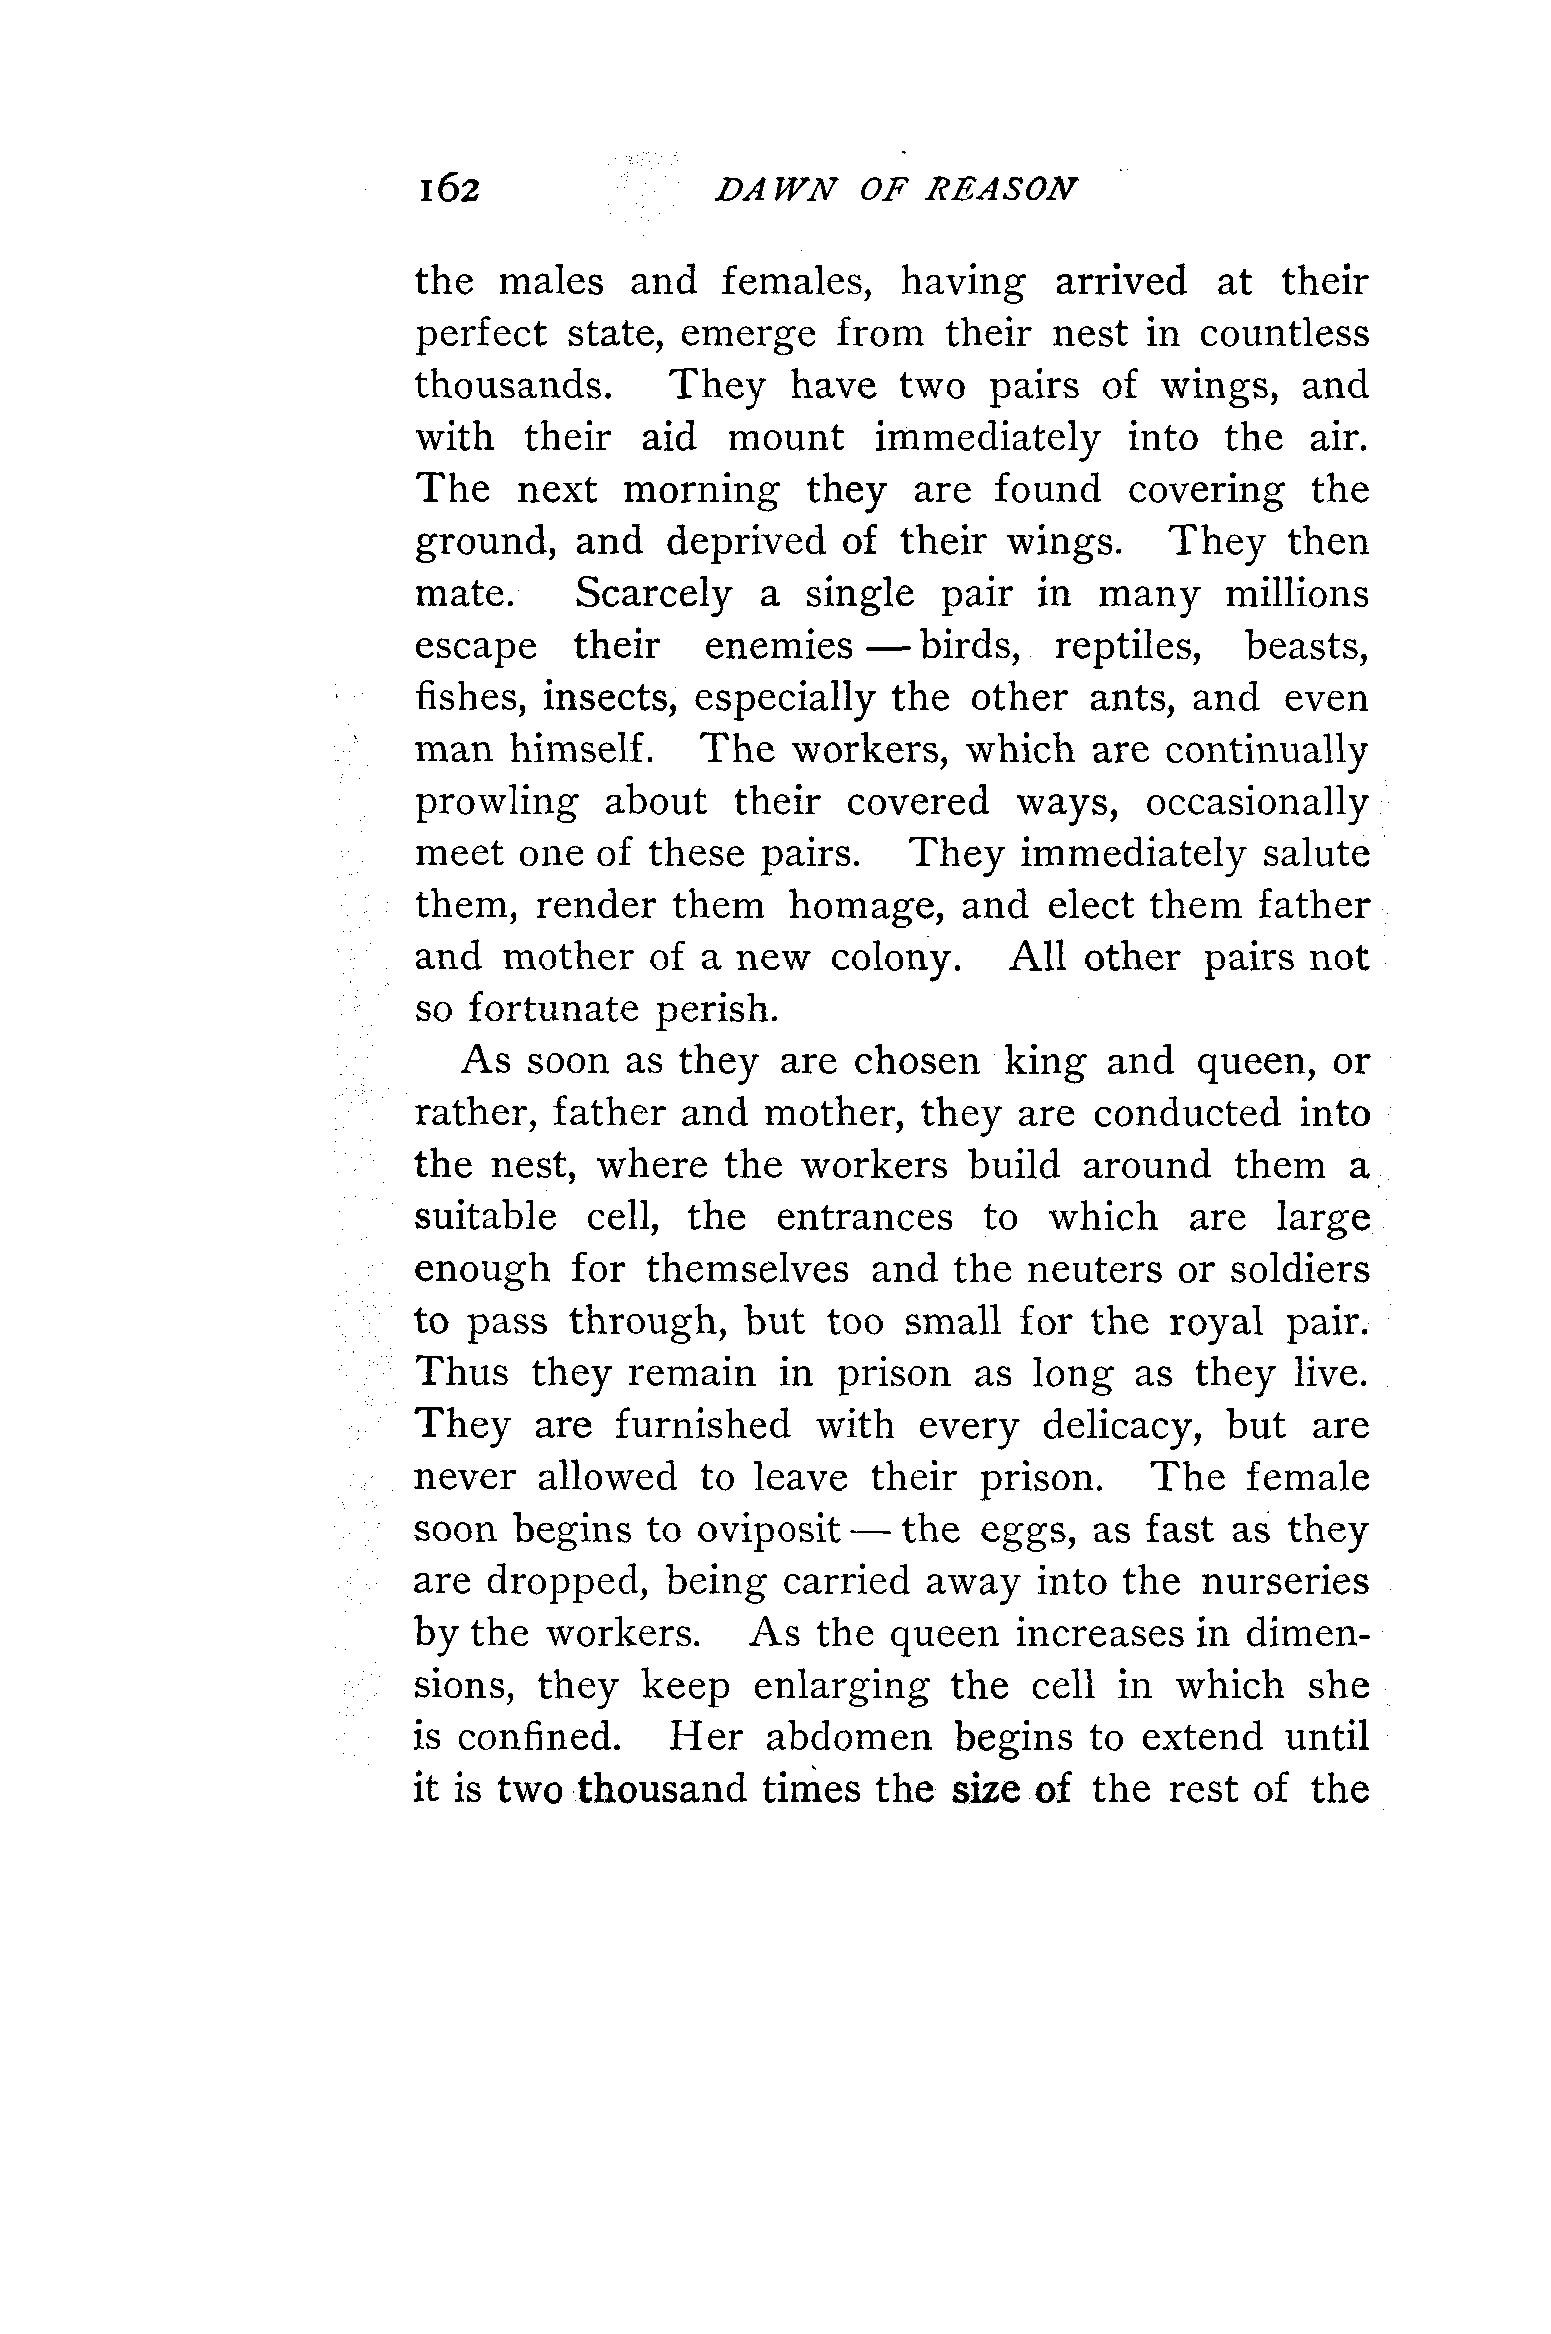 162 DAWN OF REASON
the males and females, having arrived at their
perfect state, emerge from their nest in countless
thousands. They have two pairs of wings, and
with their aid mount immediately into the air.
The next morning they are found covering the
ground, and deprived of their wings. They then
mate. Scarcely a single pair in many millions
escape their enemies — birds, reptiles, beasts,
fishes, insects, especially the other ants, and even
man himself. The workers, which are continually
prowling about their covered ways, occasionally
meet one of these pairs. They immediately salute
them, render them homage, and elect them father
and mother of a new colony. All other pairs not
so fortunate perish.
As soon as they are chosen king and queen, or
rather, father and mother, they are conducted into
the nest, where the workers build around them a
suitable cell, the entrances to which are large
enough for themselves and the neuters or soldiers
to pass through, but too small for the royal pair.
Thus they remain in prison as long as they live.
They are furnished with every delicacy, but are
never allowed to leave their prison. The female
soon begins to oviposit — the eggs, as fast as they
are dropped, being carried away into the nurseries
by the workers. As the queen increases in dimen-
sions, they keep enlarging the cell in which she
is confined. Her abdomen begins to extend until
it is two thousand times the size of the rest of the